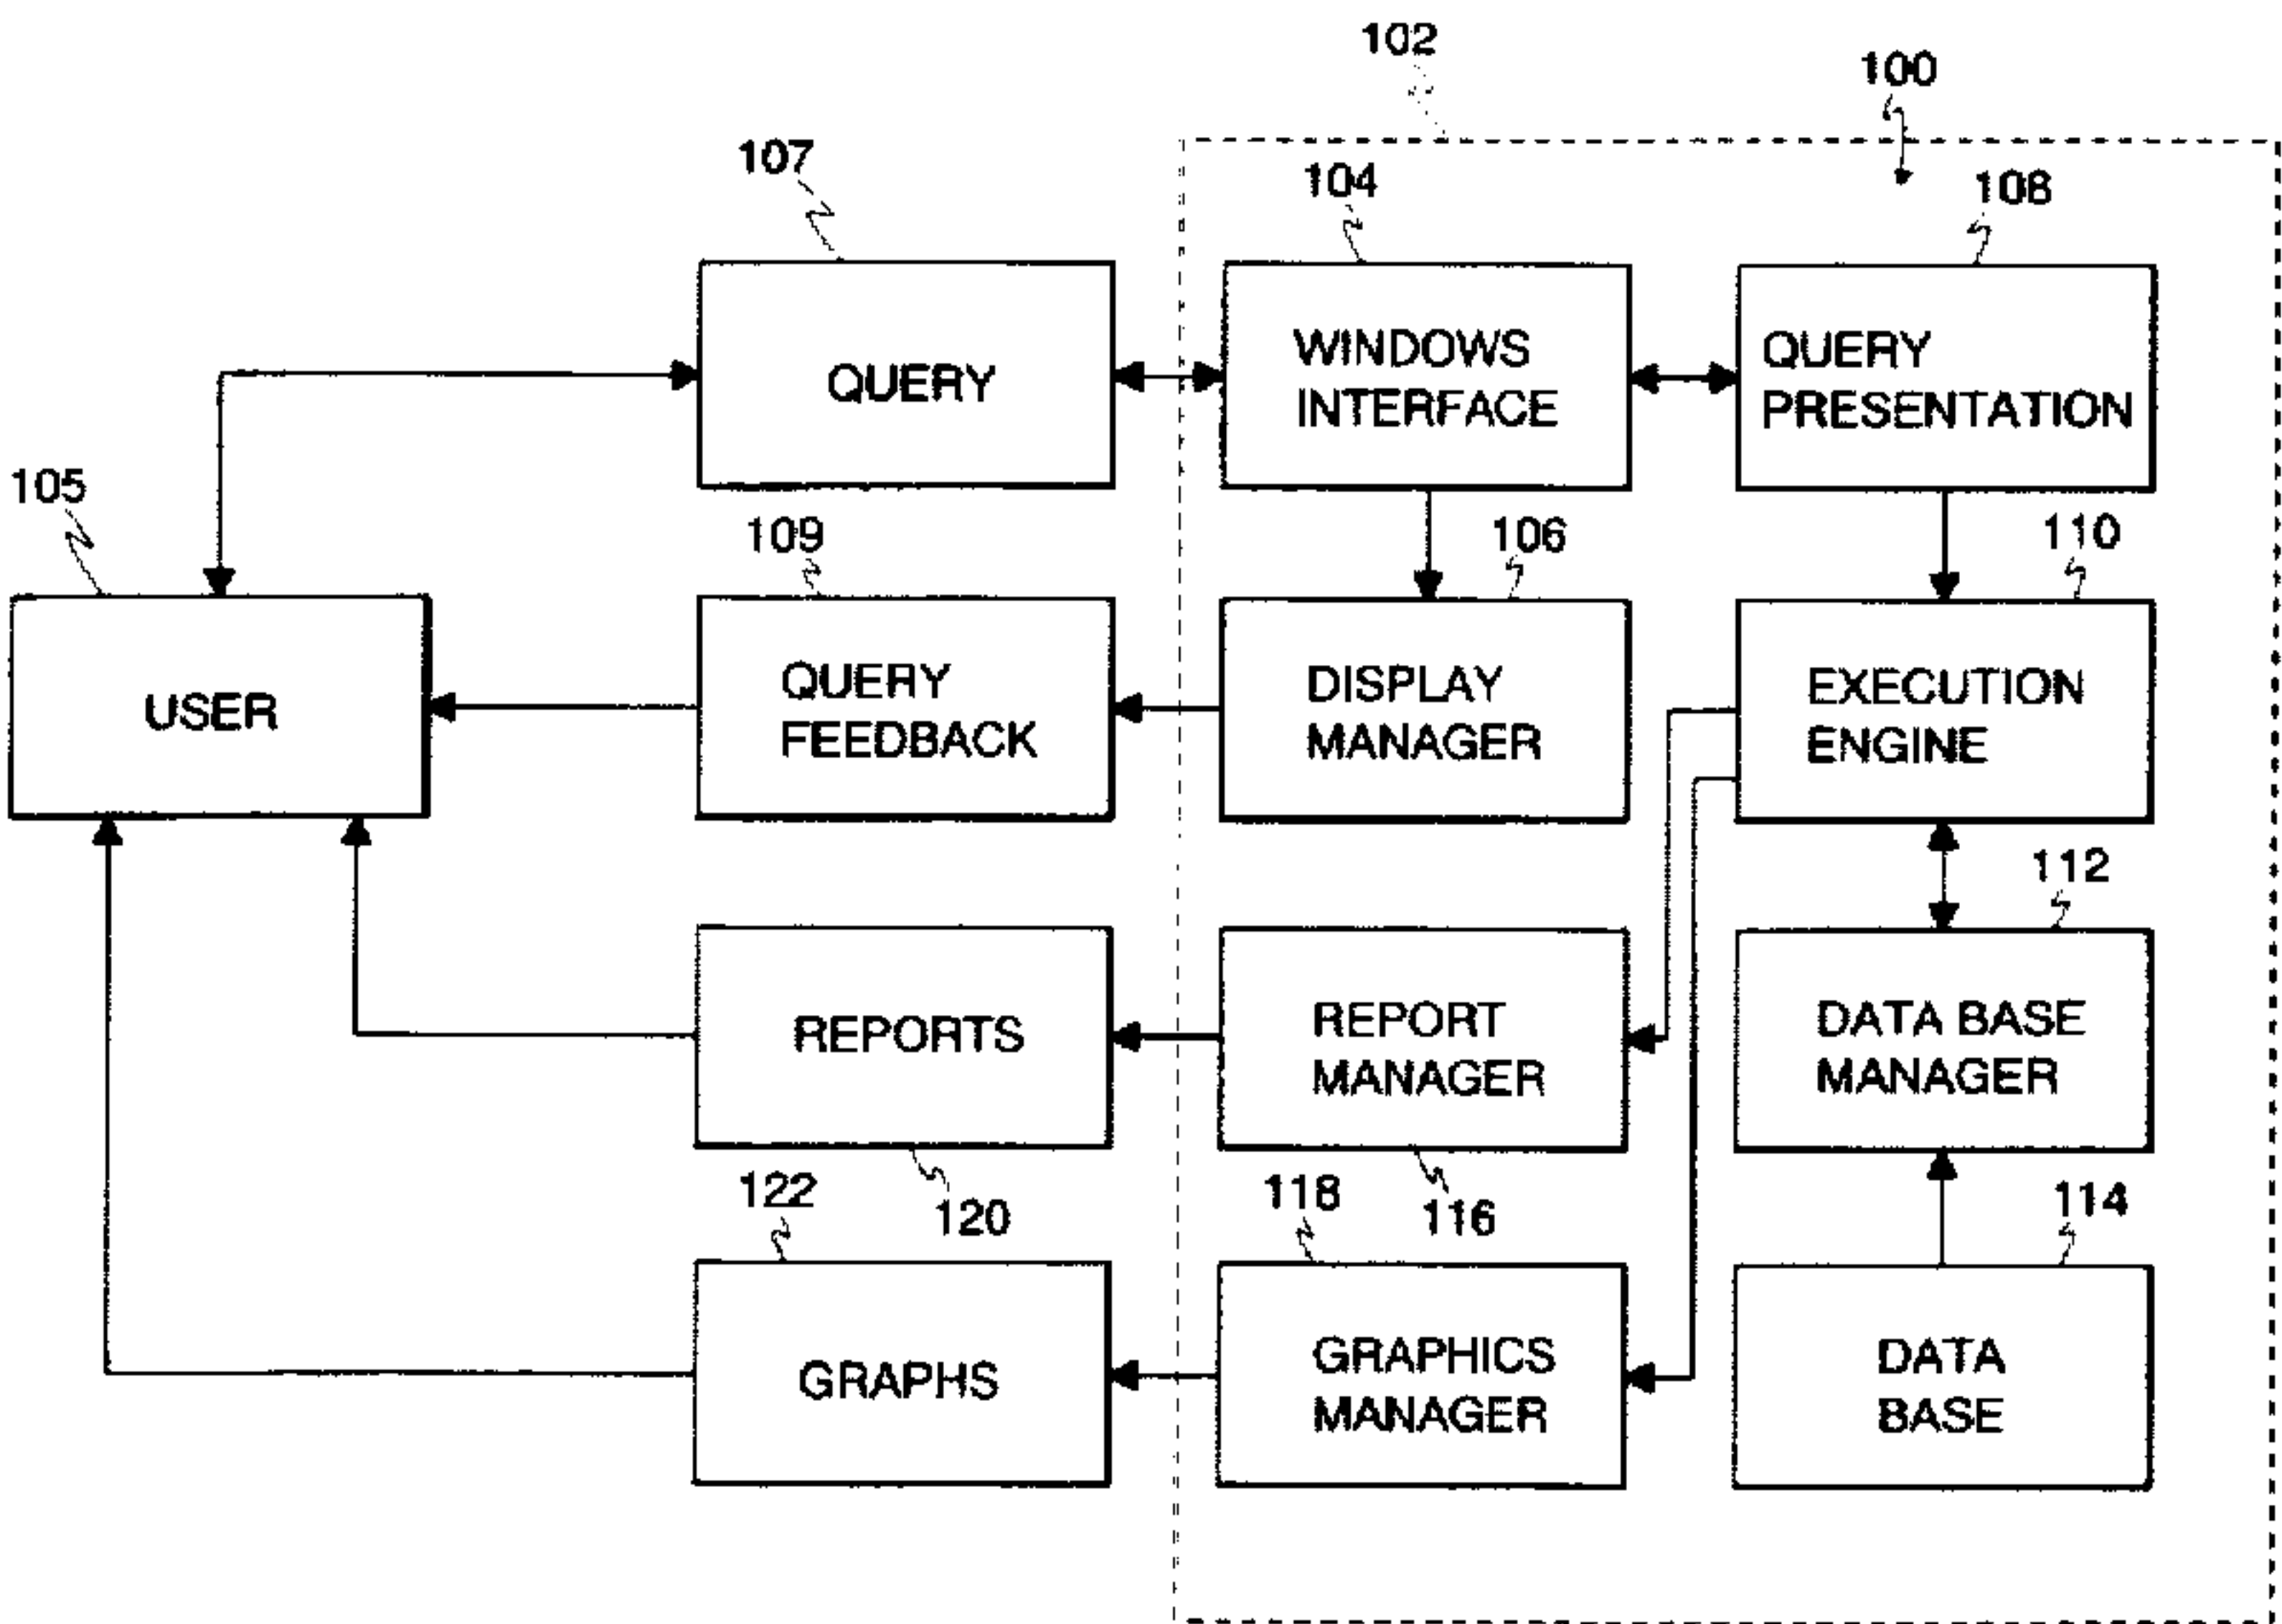 102
100
107
104
108
QUERY
WINDOWS
INTERFACE
QUERY
PRESENTATION
105
109
106
110
USER
QUERY
FEEDBACK
DISPLAY
MANAGER
EXECUTION
ENGINE
112
REPORTS
REPORT
MANAGER
DATA BASE
MANAGER
122
120
118
116
114
GRAPHS
GRAPHICS
MANAGER
DATA
BASE